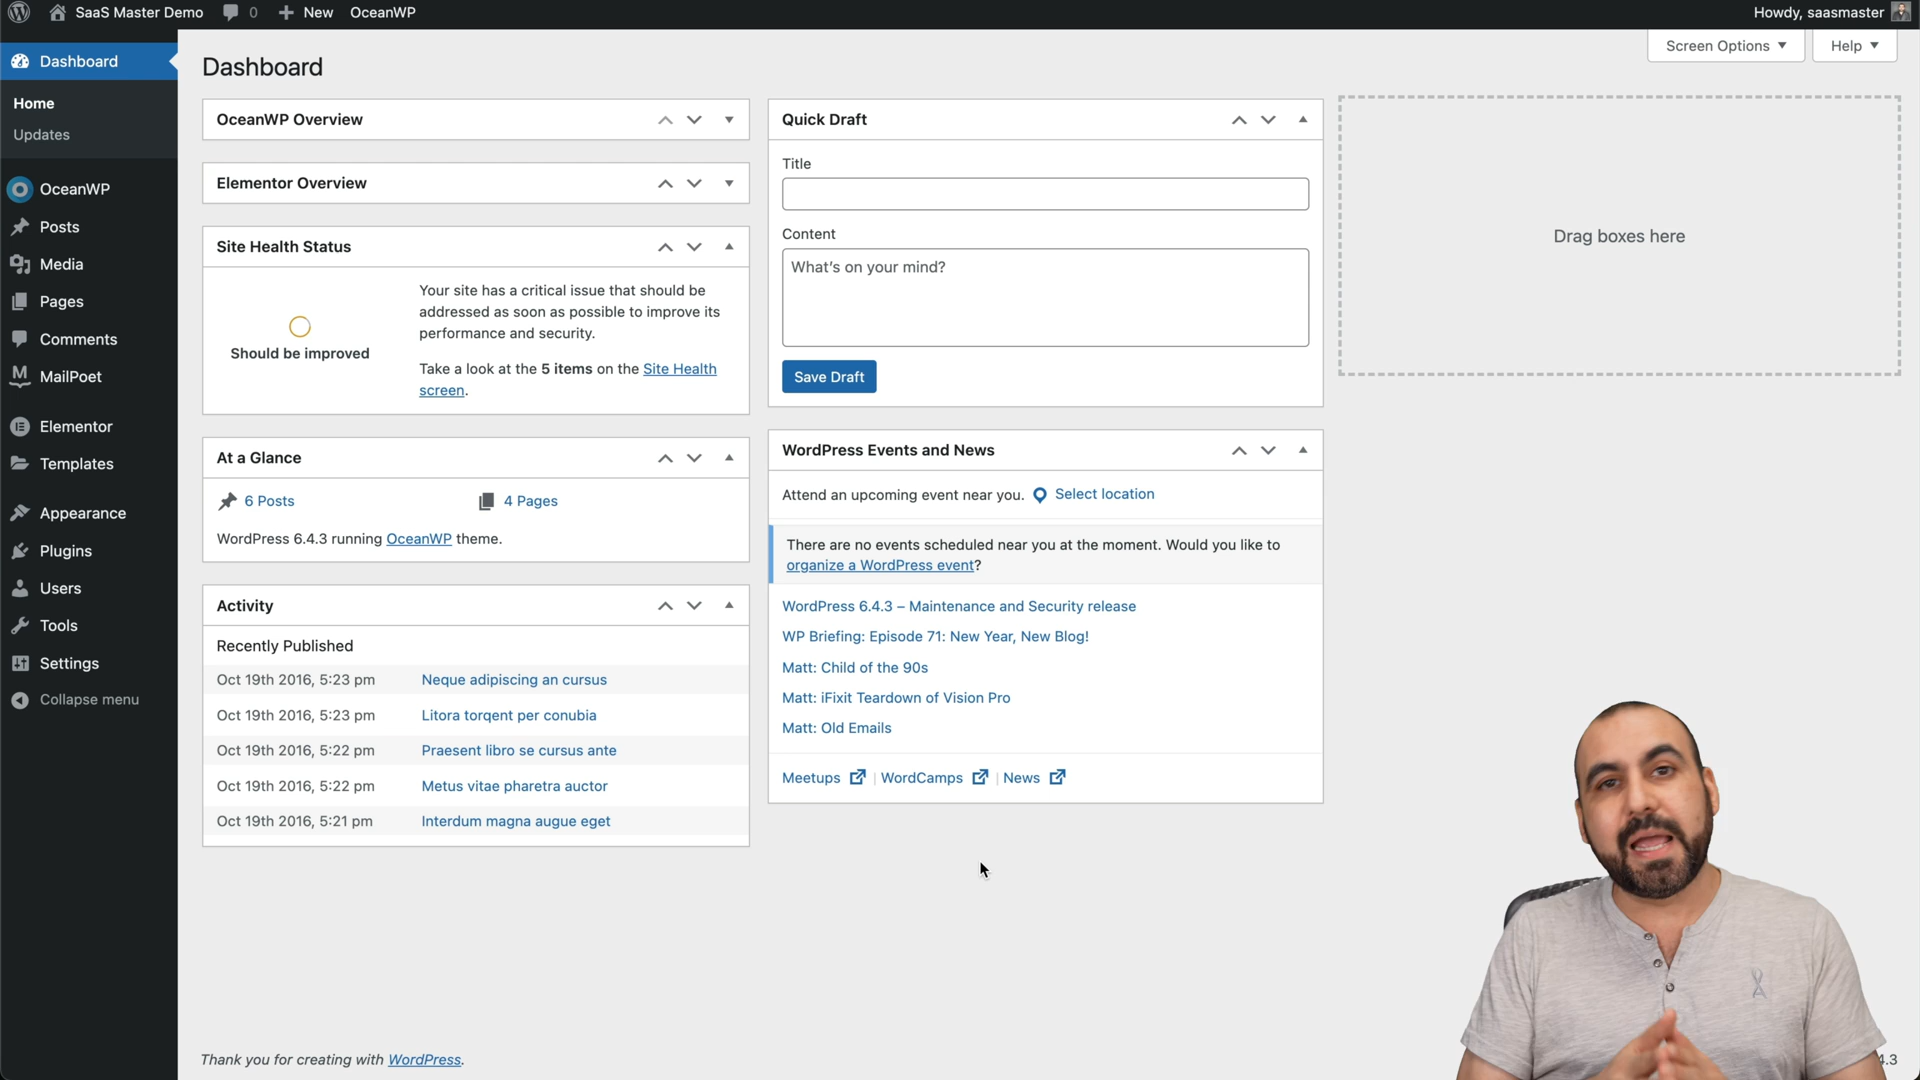 SaaS Master Demo 0 New OceanWP Howdy, saasmaster
Screen Options Help
Dashboard
Home
Updates
OceanWP
Posts
Media
Pages
Comments
MailPoet
Elementor
Templates
Appearance
Plugins
Users
Tools
Settings
Collapse menu
Dashboard
OceanWP Overview
Elementor Overview
Site Health Status
Should be improved
Your site has a critical issue that should be
addressed as soon as possible to improve its
performance and security.
Take a look at the 5 items on the Site Health
screen.
At a Glance
6 Posts 4 Pages
WordPress 6.4.3 running OceanWP theme.
Activity
Recently Published
Oct 19th 2016, 5:23 pm Neque adipiscing an cursus
Oct 19th 2016, 5:23 pm Litora torqent per conubia
Oct 19th 2016, 5:22 pm Praesent libro se cursus ante
Oct 19th 2016, 5:22 pm Metus vitae pharetra auctor
Oct 19th 2016, 5:21 pm Interdum magna augue eget
Quick Draft
Title
Content
What's on your mind?
Save Draft
WordPress Events and News
Attend an upcoming event near you. Select location
There are no events scheduled near you at the moment. Would you like to
organize a WordPress event?
WordPress 6.4.3 – Maintenance and Security release
WP Briefing: Episode 71: New Year, New Blog!
Matt: Child of the 90s
Matt: iFixit Teardown of Vision Pro
Matt: Old Emails
Meetups | WordCamps | News
Drag boxes here
Thank you for creating with WordPress.
4.3